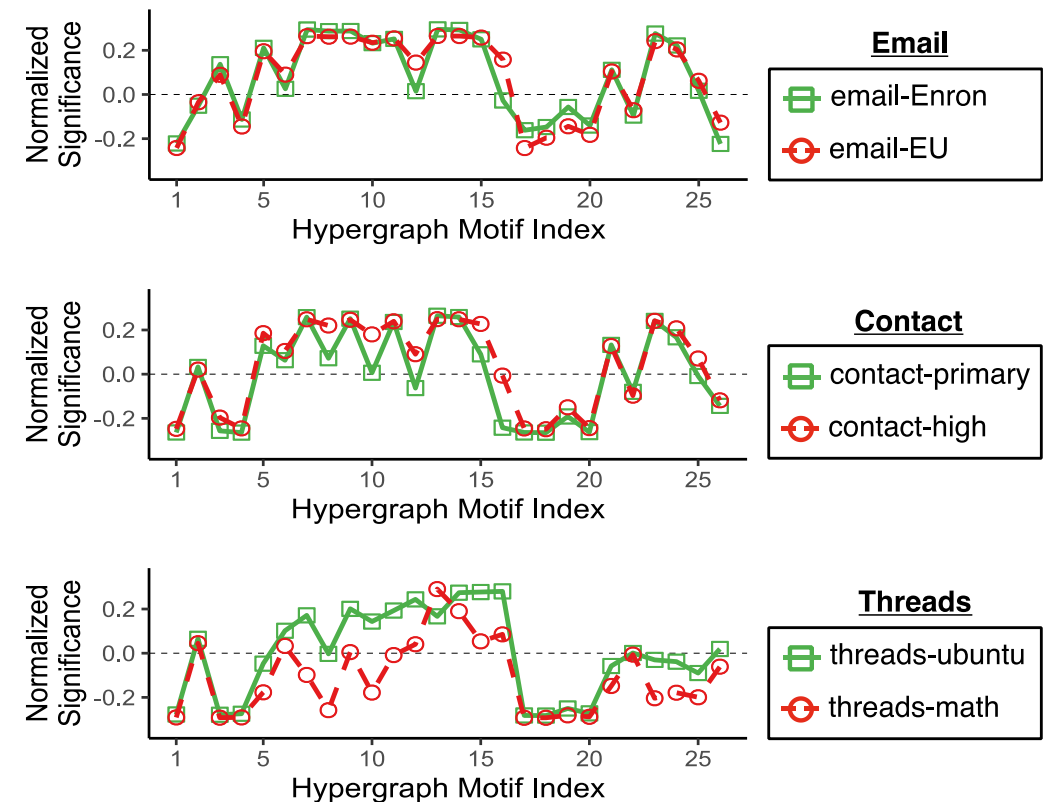 Normalized
Significance
0.2
0.0
-0.2
1
5
10
15
20
25
Hypergraph Motif Index
Email
email-Enron
email-EU
Normalized
Significance
0.2
0.0
-0.2
1
5
10
15
20
25
Hypergraph Motif Index
Contact
contact-primary
contact-high
Normalized
Significance
0.2
0.0
-0.2
1
5
10
15
20
25
Hypergraph Motif Index
Threads
threads-ubuntu
threads-math